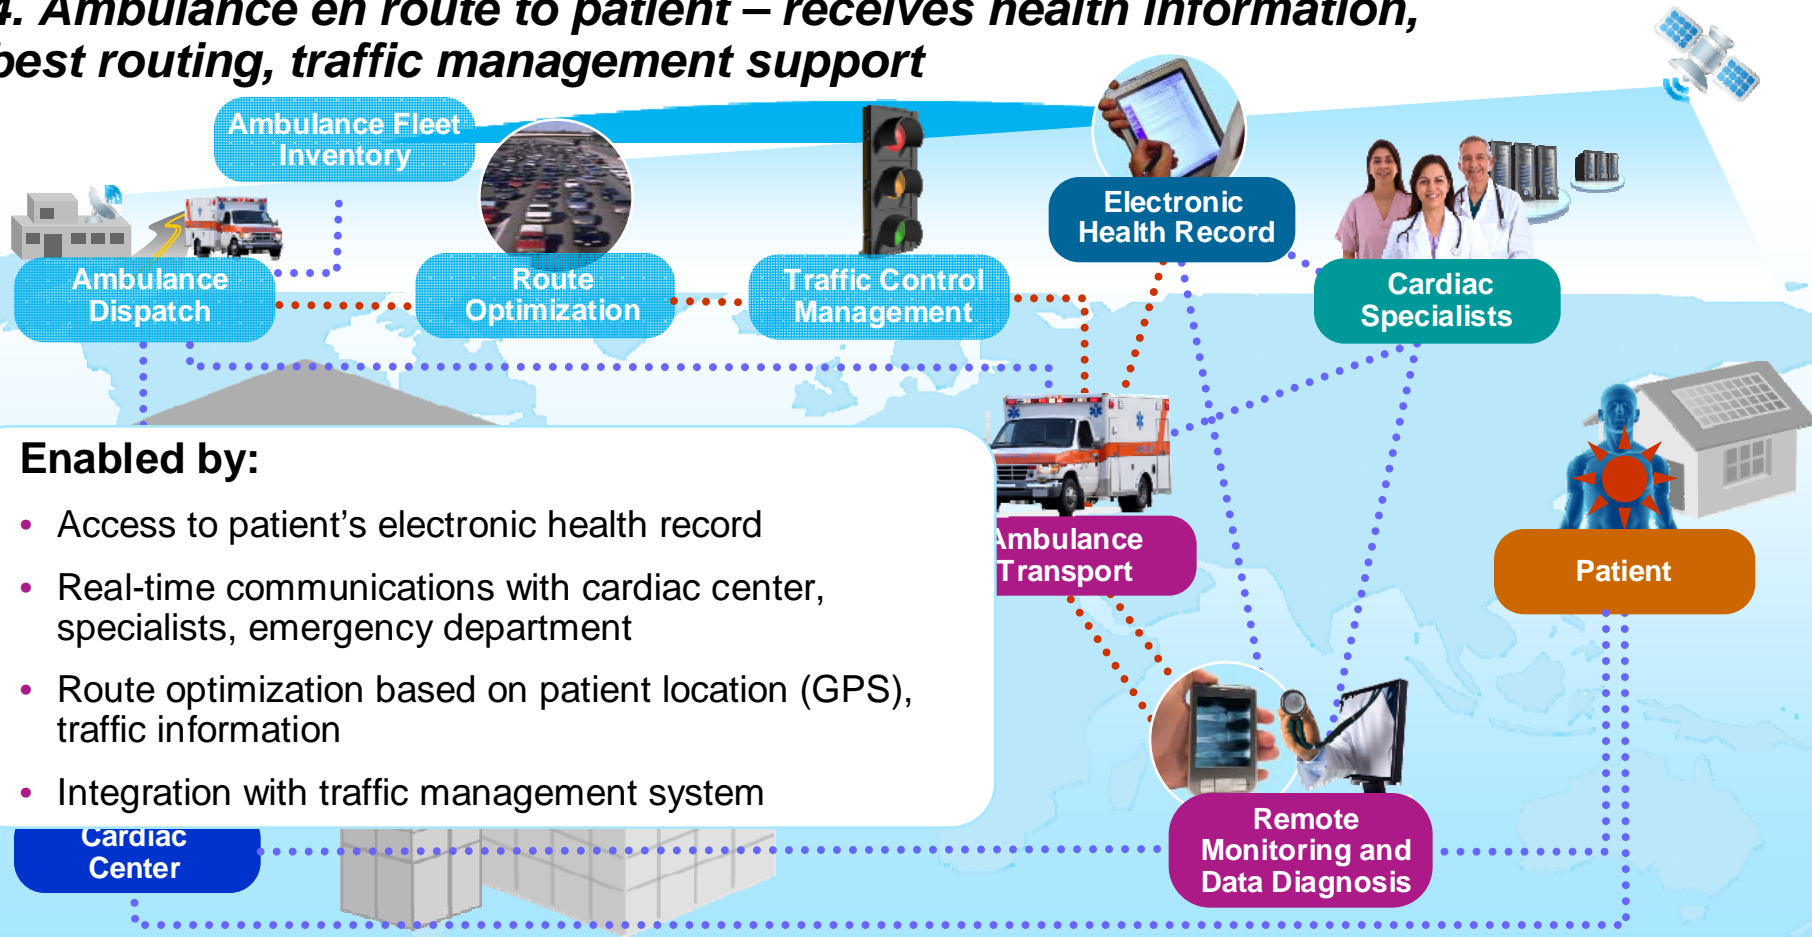 4. Ambulance en route to patient – receives health information,
best routing, traffic management support
Ambulance Fleet
Inventory
Ambulance
Dispatch
Route
Optimization
Traffic Control
Management
Electronic
Health Record
Cardiac
Specialists
Enabled by:
• Access to patient’s electronic health record
• Real-time communications with cardiac center,
specialists, emergency department
• Route optimization based on patient location (GPS),
traffic information
• Integration with traffic management system
Ambulance
Transport
Patient
Cardiac
Center
Remote
Monitoring and
Data Diagnosis